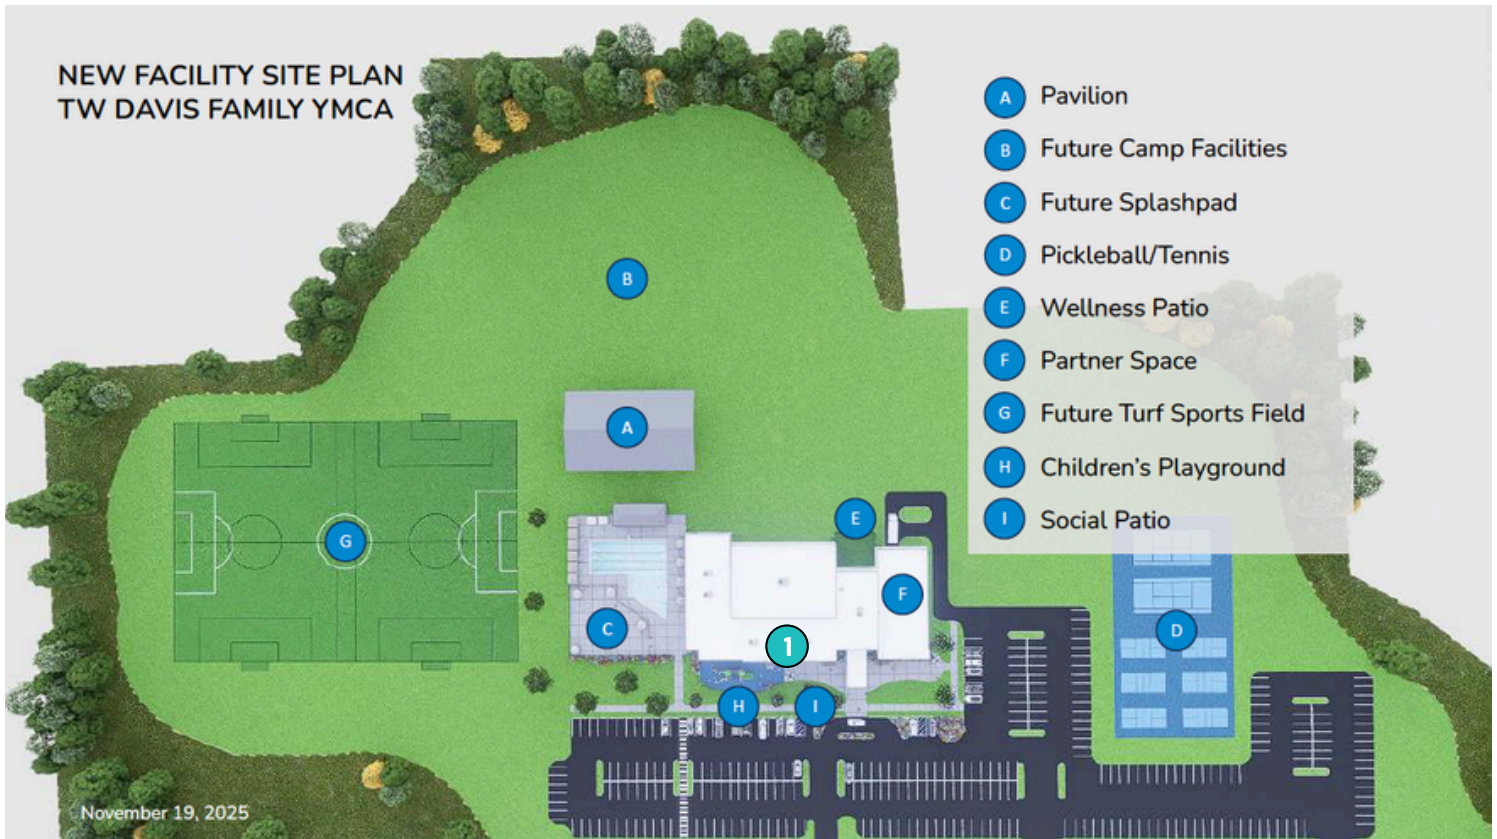 NEW FACILITY SITE PLAN
TW DAVIS FAMILY YMCA
A Pavilion
B Future Camp Facilities
C Future Splashpad
D Pickleball/Tennis
E Wellness Patio
F Partner Space
G Future Turf Sports Field
H Children's Playground
I Social Patio
B
A
E
G
F
C
D
1
H
I
November 19, 2025